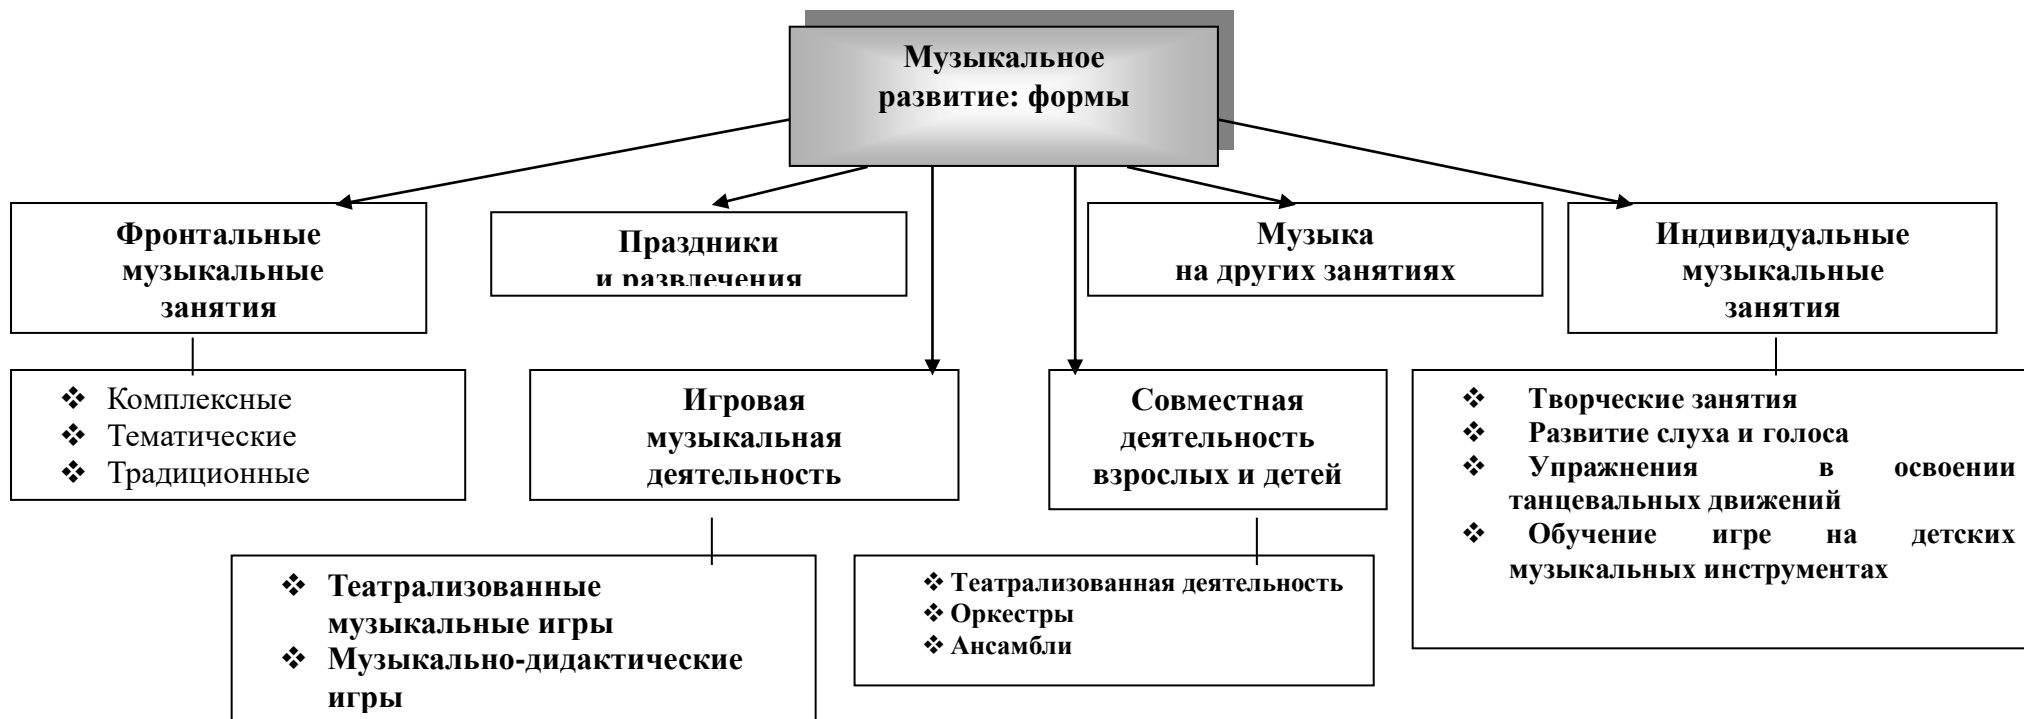 Музыкальное
развитие: формы
Фронтальные
музыкальные
занятия
Праздники
и развлечения
Музыка
на других занятиях
Индивидуальные
музыкальные
занятия
❖ Комплексные
❖ Тематические
❖ Традиционные
Игровая
музыкальная
деятельность
Совместная
деятельность
взрослых и детей
❖ Творческие занятия
❖ Развитие слуха и голоса
❖ Упражнения в освоении
танцевальных движений
❖ Обучение игре на детских
музыкальных инструментах
❖ Театрализованные
музыкальные игры
❖ Музыкально-дидактические
игры
❖ Театрализованная деятельность
❖ Оркестры
❖ Ансамбли